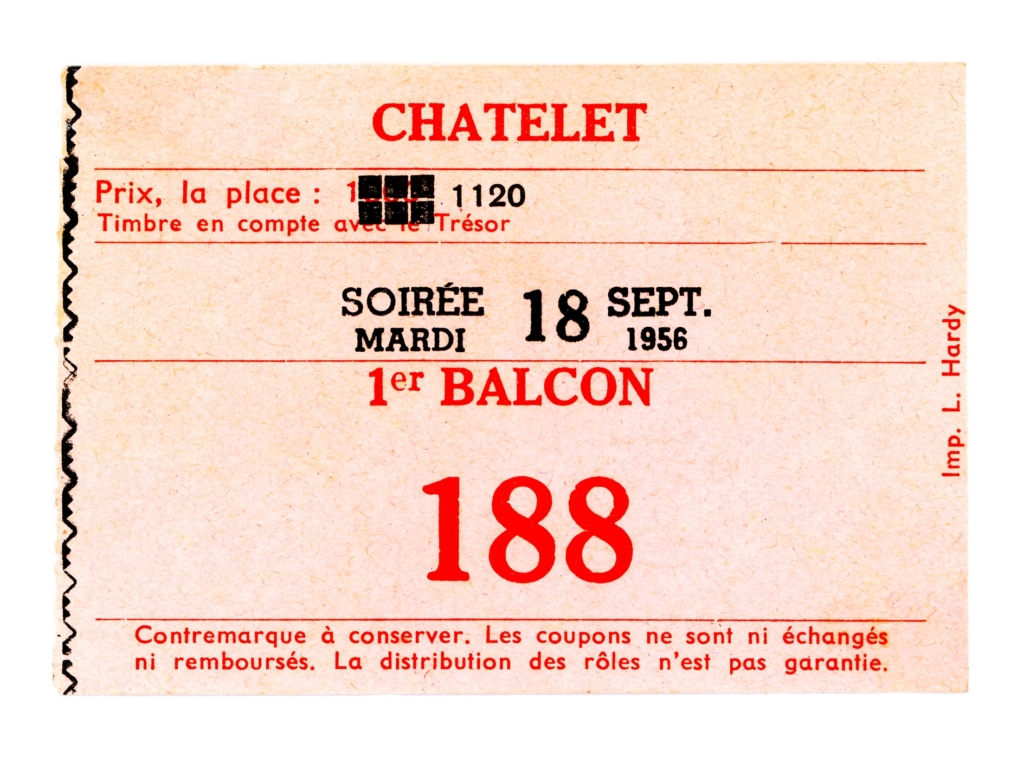 CHATELET
Prix, la place : 1120
Timbre en compte avec le Trésor
SOIRÉE 18 SEPT.
MARDI 1956
1er BALCON
188
Contremarque à conserver. Les coupons ne sont ni échangés
ni remboursés. La distribution des rôles n'est pas garantie.
Imp. L. Hardy